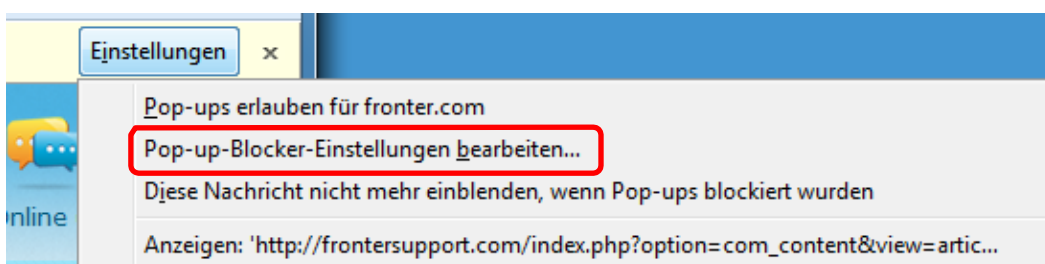 Einstellungen x
Pop-ups erlauben für fronter.com
Pop-up-Blocker-Einstellungen bearbeiten...
Diese Nachricht nicht mehr einblenden, wenn Pop-ups blockiert wurden
nline
Anzeigen: 'http://frontersupport.com/index.php?option=com_content&view=artic...